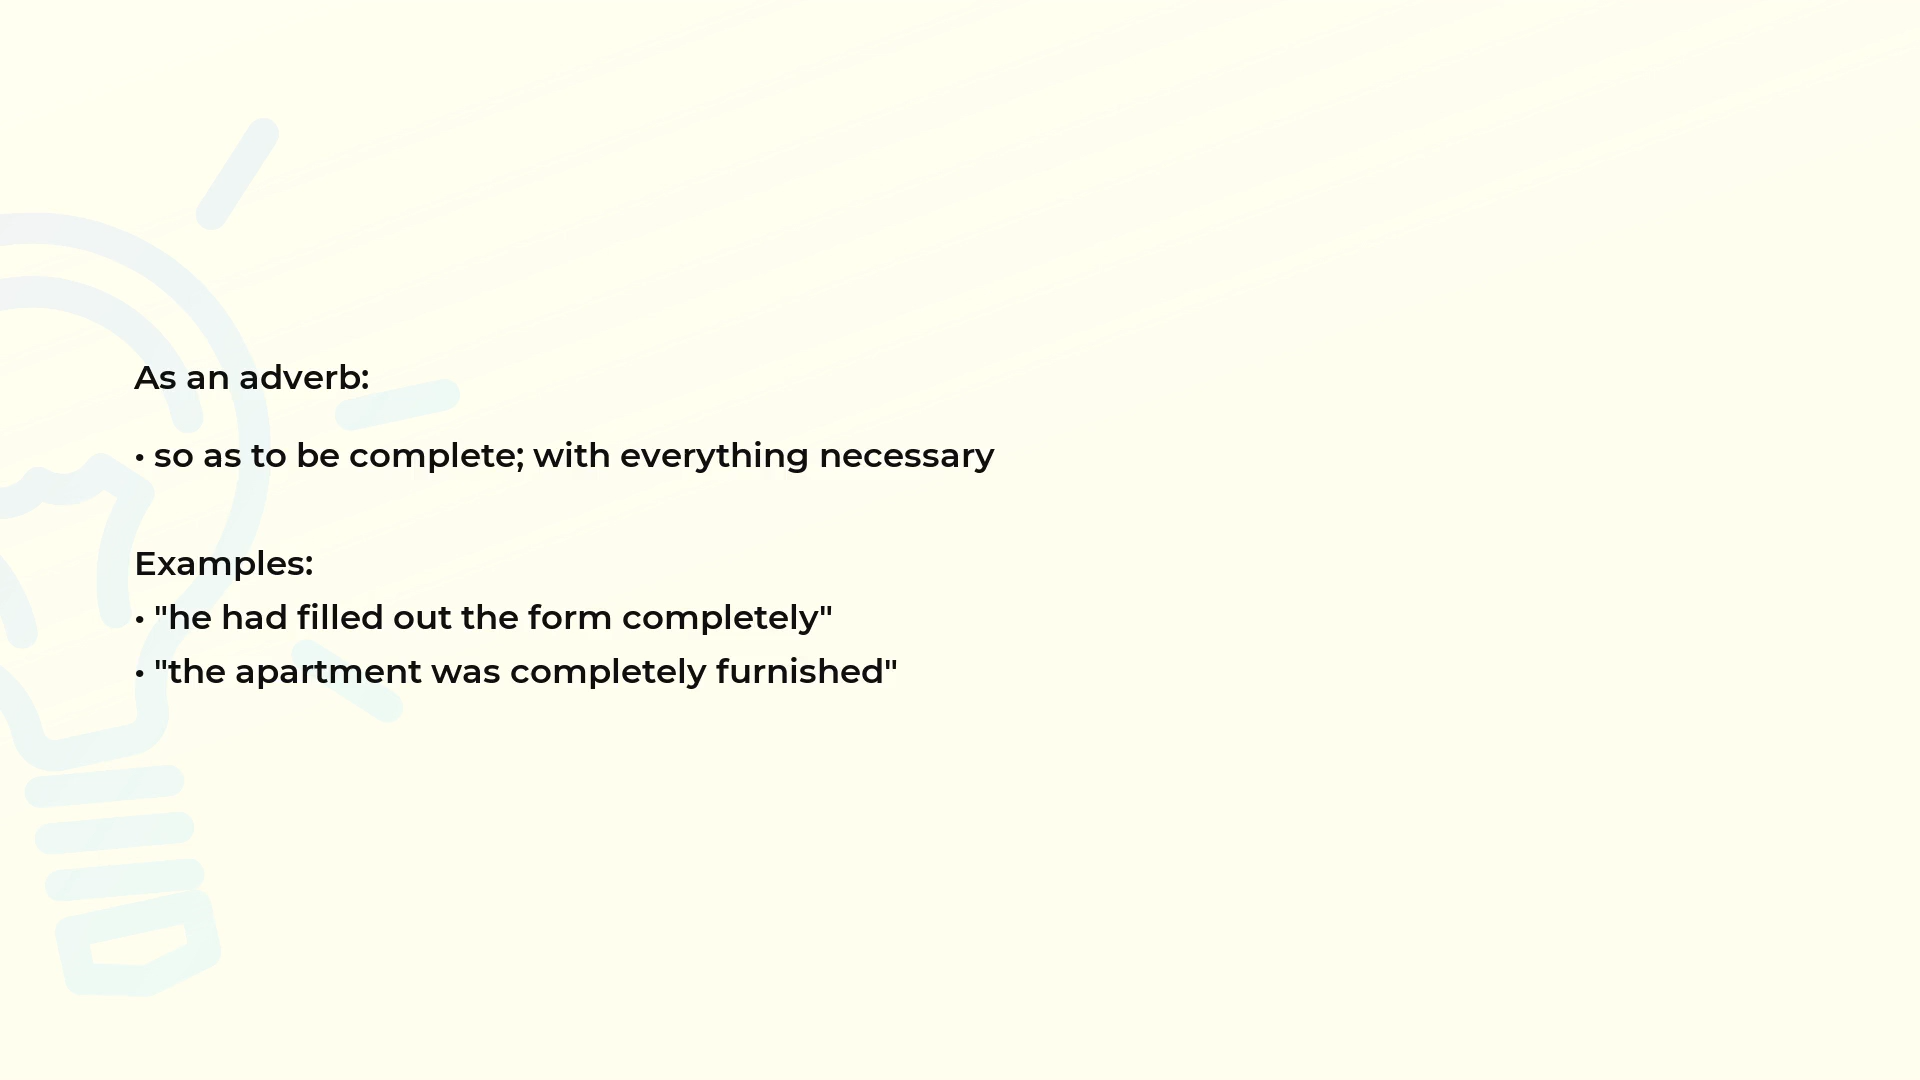 As an adverb:
• so as to be complete; with everything necessary
Examples:
• "he had filled out the form completely"
• "the apartment was completely furnished"